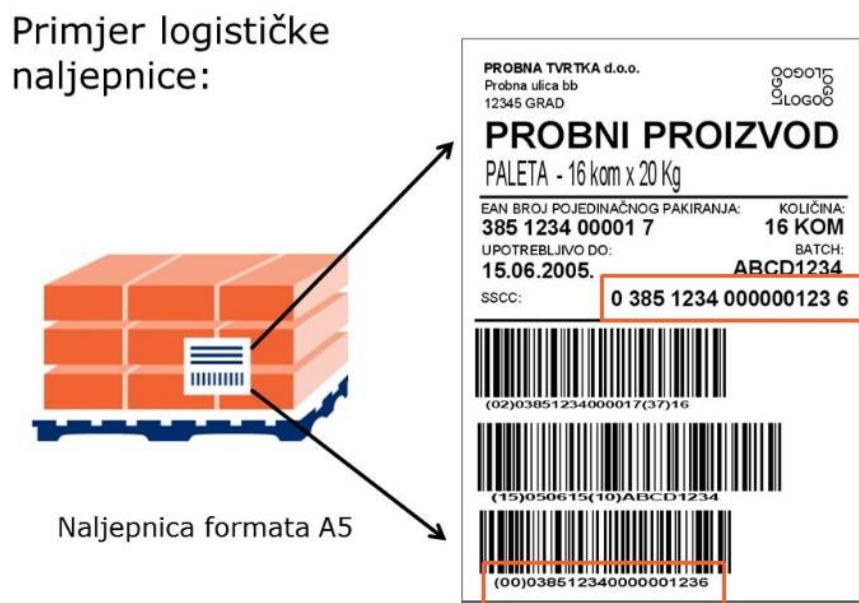 Primjer logističke
naljepnice:
PROBNA TVRTKA d.o.o.
Probna ulica bb
12345 GRAD
LOGO
LOGO
LOGO
LOGO
PROBNI PROIZVOD
PALETA - 16 kom x 20 Kg
EAN BROJ POJEDINAČNOG PAKIRANJA: KOLIČINA:
385 1234 00001 7 16 KOM
UPOTREBLJIVO DO: BATCH:
15.06.2005. ABCD1234
SSCC: 0 385 1234 000000123 6
(02)03851234000017(37)16
(15)050615(10)ABCD1234
(00)038512340000001236
Naljepnica formata A5